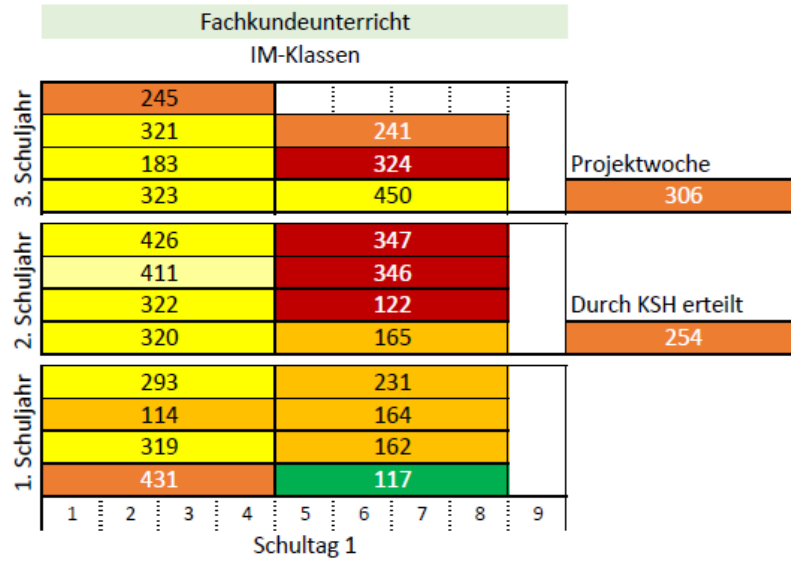 Fachkundeunterricht
IM-Klassen
3. Schuljahr
245
321 241
183 324 Projektwoche
323 450 306
2. Schuljahr
426 347
411 346
322 122 Durch KSH erteilt
320 165 254
1. Schuljahr
293 231
114 164
319 162
431 117
1 2 3 4 5 6 7 8 9
Schultag 1